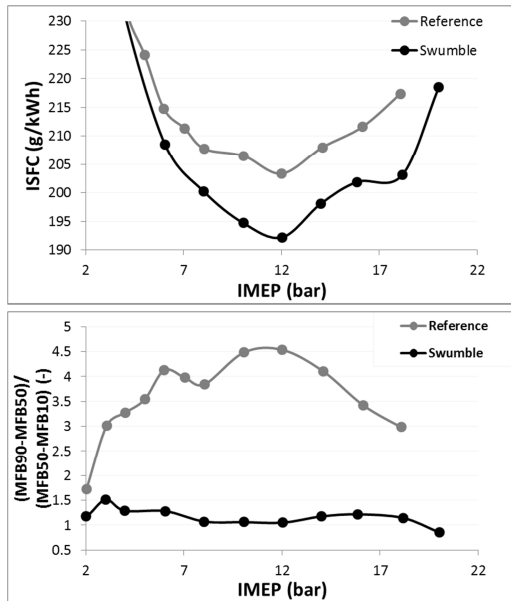 230
225
220
215
210
205
200
195
190
ISFC (g/kWh)
Reference
Swumble
2 7 12 17 22
IMEP (bar)
5
4.5
4
3.5
3
2.5
2
1.5
1
0.5
(MFB90-MFB50)/
(MFB50-MFB10) (-)
Reference
Swumble
2 7 12 17 22
IMEP (bar)